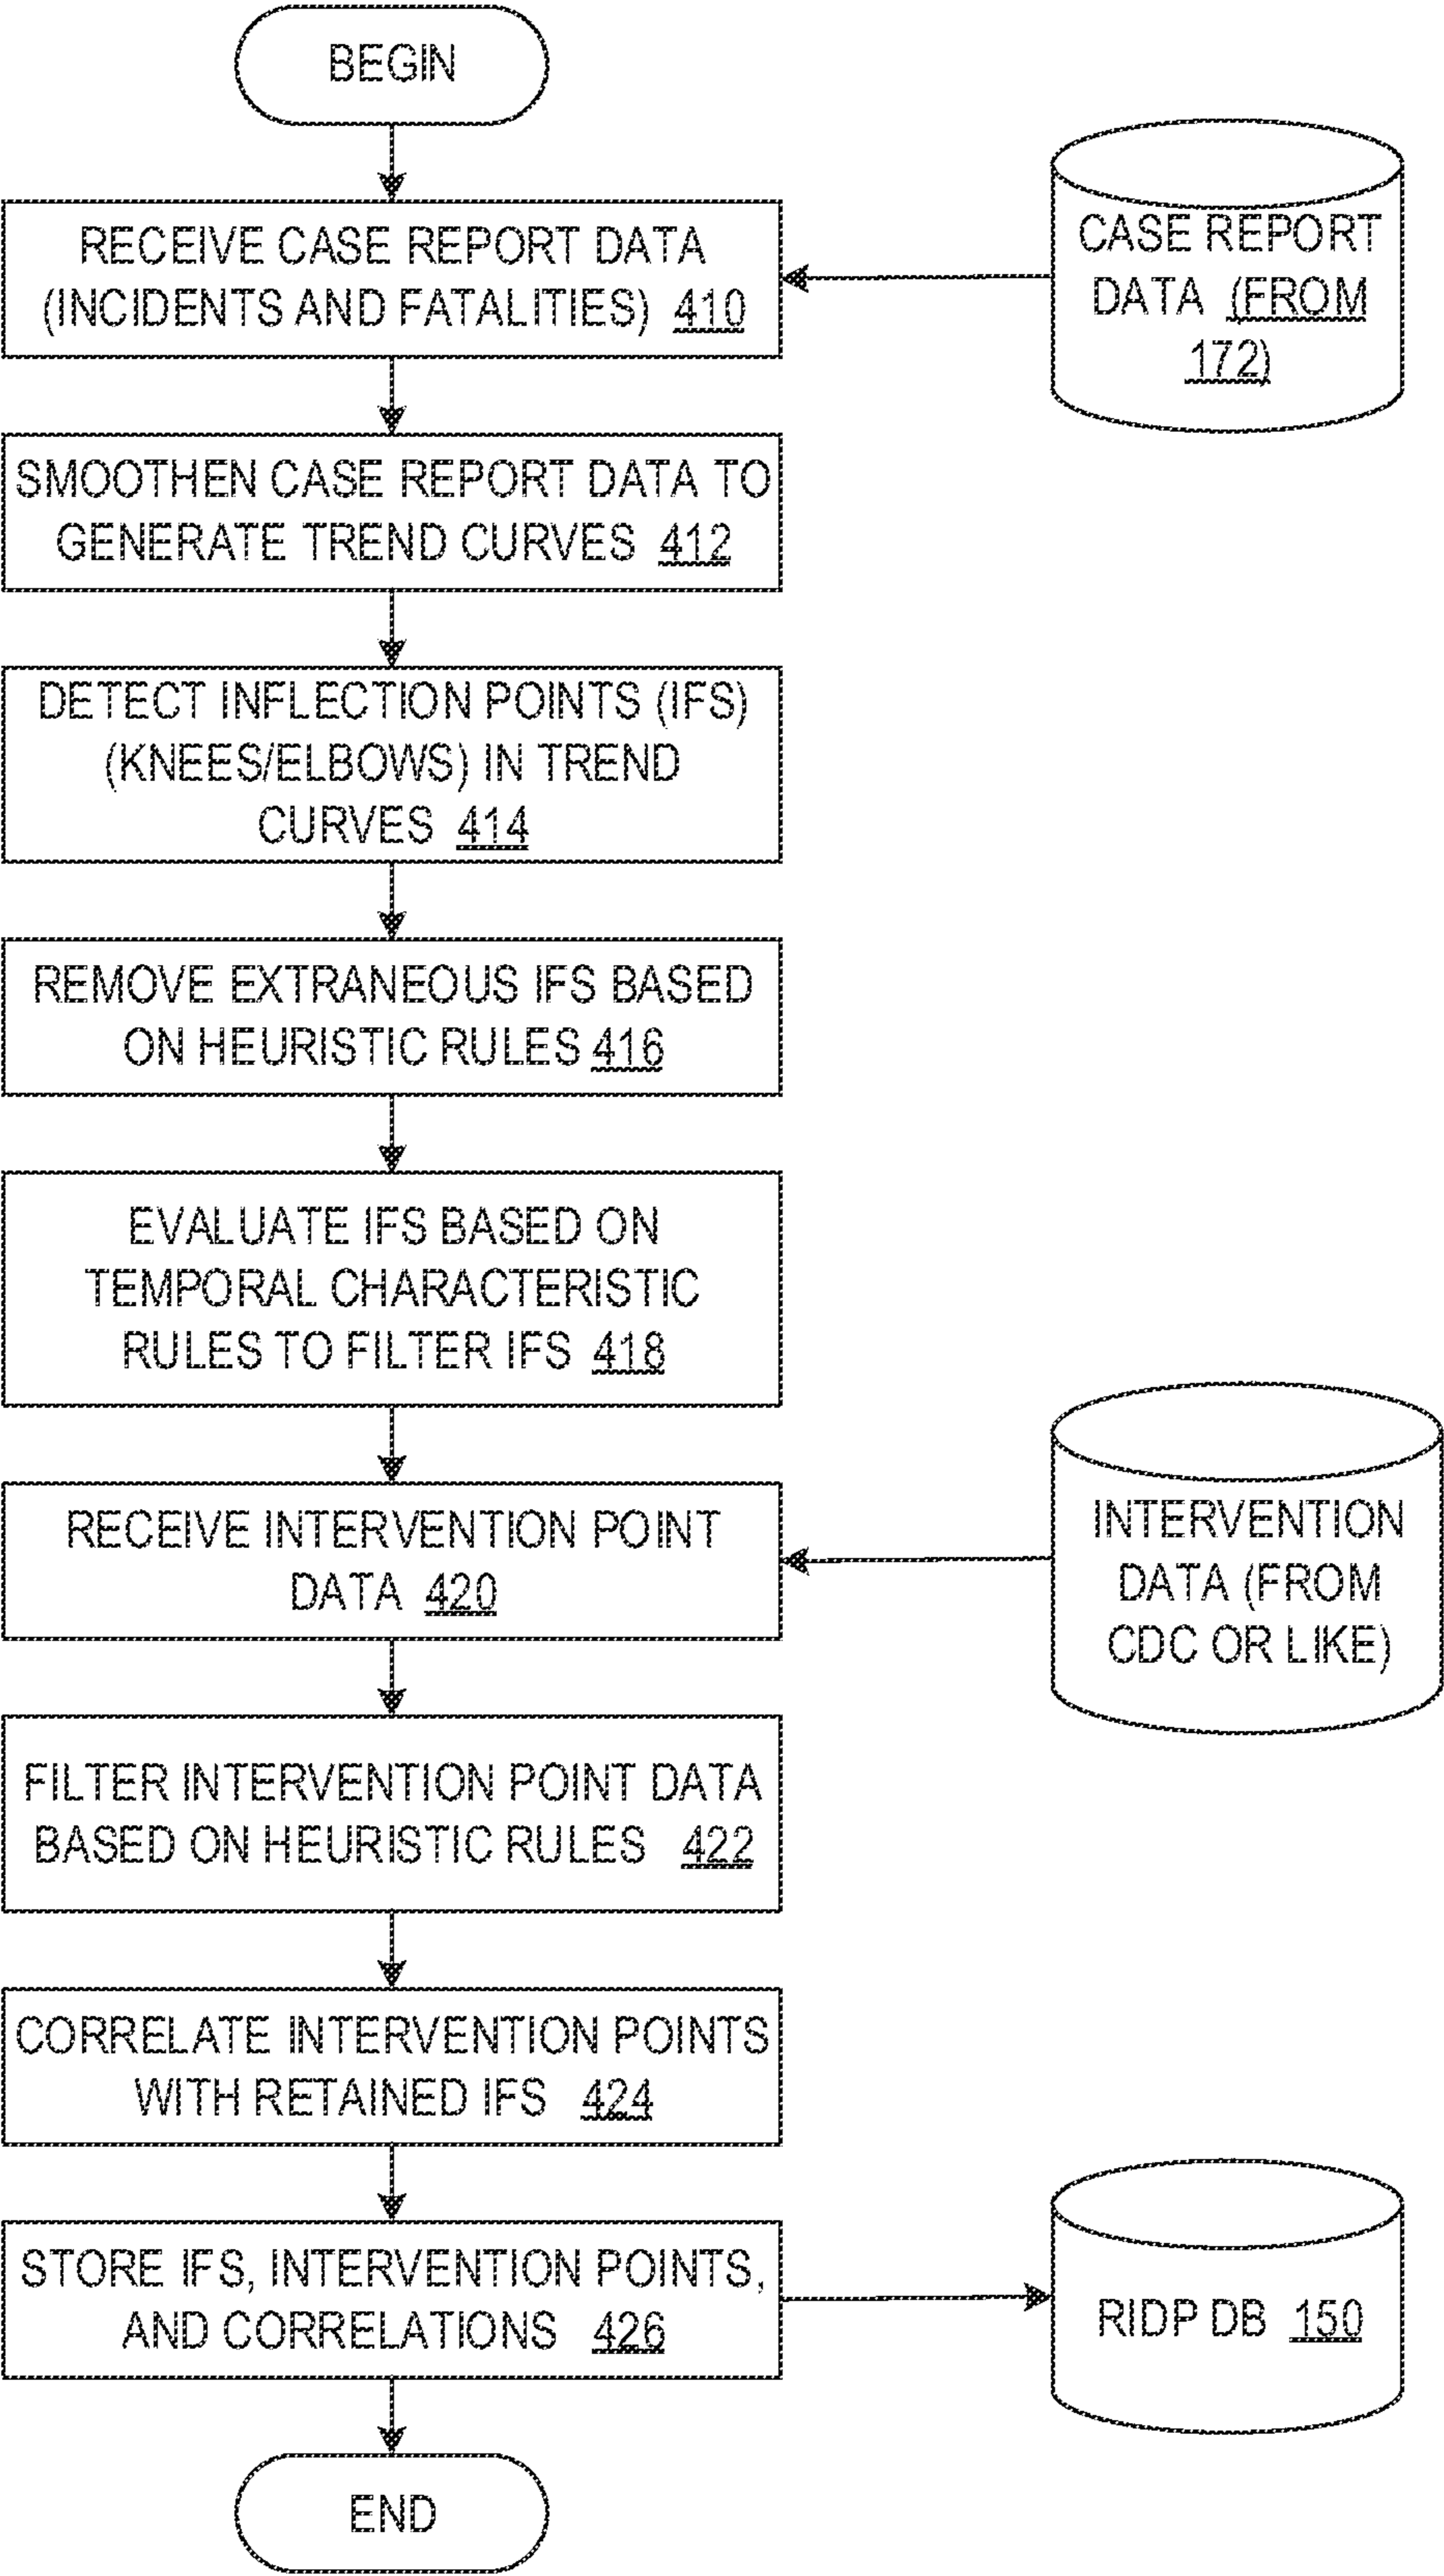 BEGIN
RECEIVE CASE REPORT DATA
(INCIDENTS AND FATALITIES) 410
CASE REPORT
DATA (FROM
172)
SMOOTHEN CASE REPORT DATA TO
GENERATE TREND CURVES 412
DETECT INFLECTION POINTS (IFS)
(KNEES/ELBOWS) IN TREND
CURVES 414
REMOVE EXTRANEOUS IFS BASED
ON HEURISTIC RULES 416
EVALUATE IFS BASED ON
TEMPORAL CHARACTERISTIC
RULES TO FILTER IFS 418
RECEIVE INTERVENTION POINT
DATA 420
INTERVENTION
DATA (FROM
CDC OR LIKE)
FILTER INTERVENTION POINT DATA
BASED ON HEURISTIC RULES 422
CORRELATE INTERVENTION POINTS
WITH RETAINED IFS 424
STORE IFS, INTERVENTION POINTS,
AND CORRELATIONS 426
RIDP DB 150
END